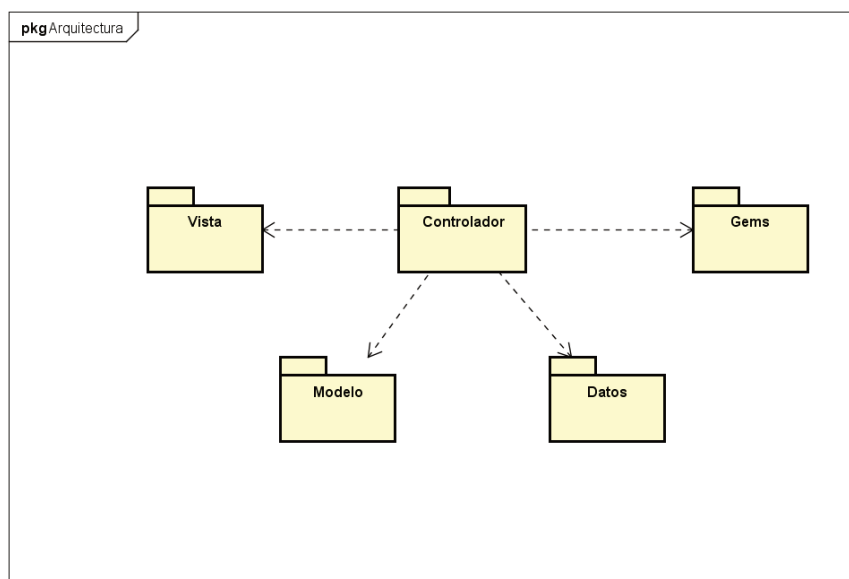 pkg Arquitectura
Vista
Controlador
Gems
Modelo
Datos